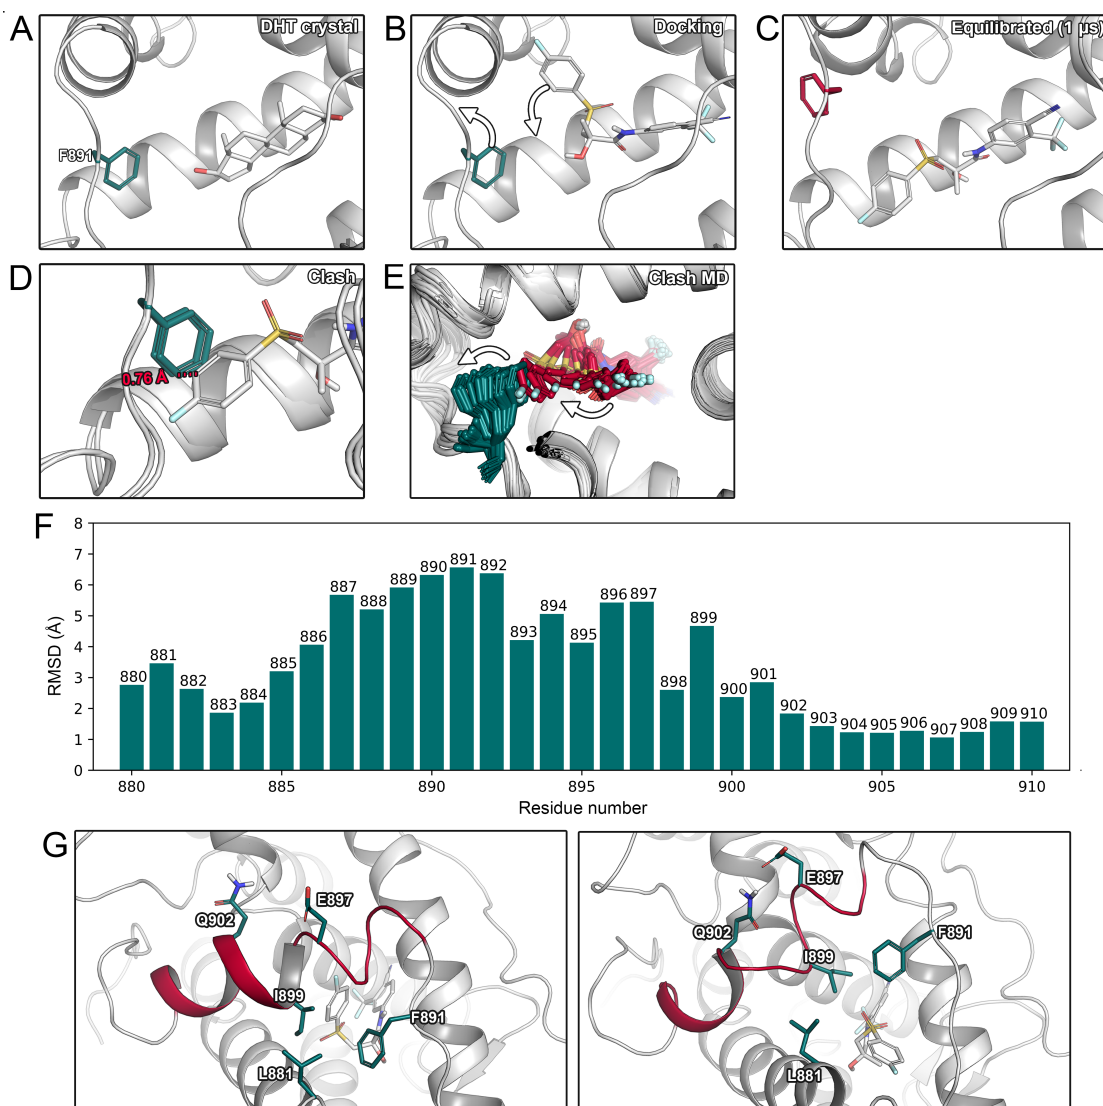 A
DHT crystal
F891
B
Docking
C
Equilibrated (1 µs)
D
Clash
0.76 Å
E
Clash MD
F
8
7
6
5
4
3
2
1
0
RMSD (Å)
880
881
882
883
884
885
886
887
888
889
890
891
892
893
894
895
896
897
898
899
900
901
902
903
904
905
906
907
908
909
910
880
885
890
895
900
905
910
Residue number
G
Q902
E897
I899
F891
L881
E897
Q902
F891
I899
L881